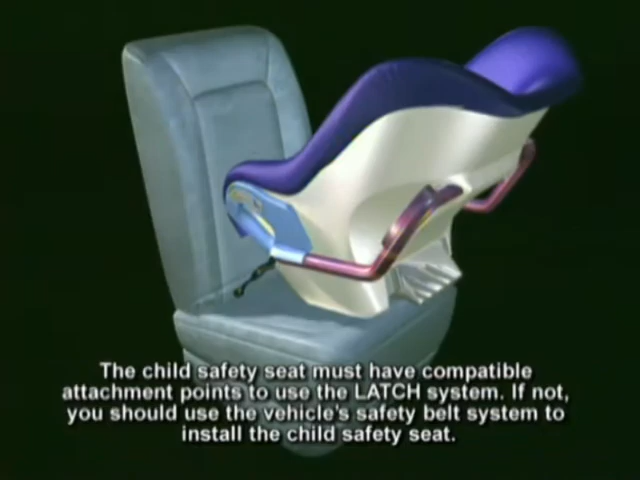 The child safety seat must have compatible
attachment points to use the LATCH system. If not,
you should use the vehicle's safety belt system to
install the child safety seat.